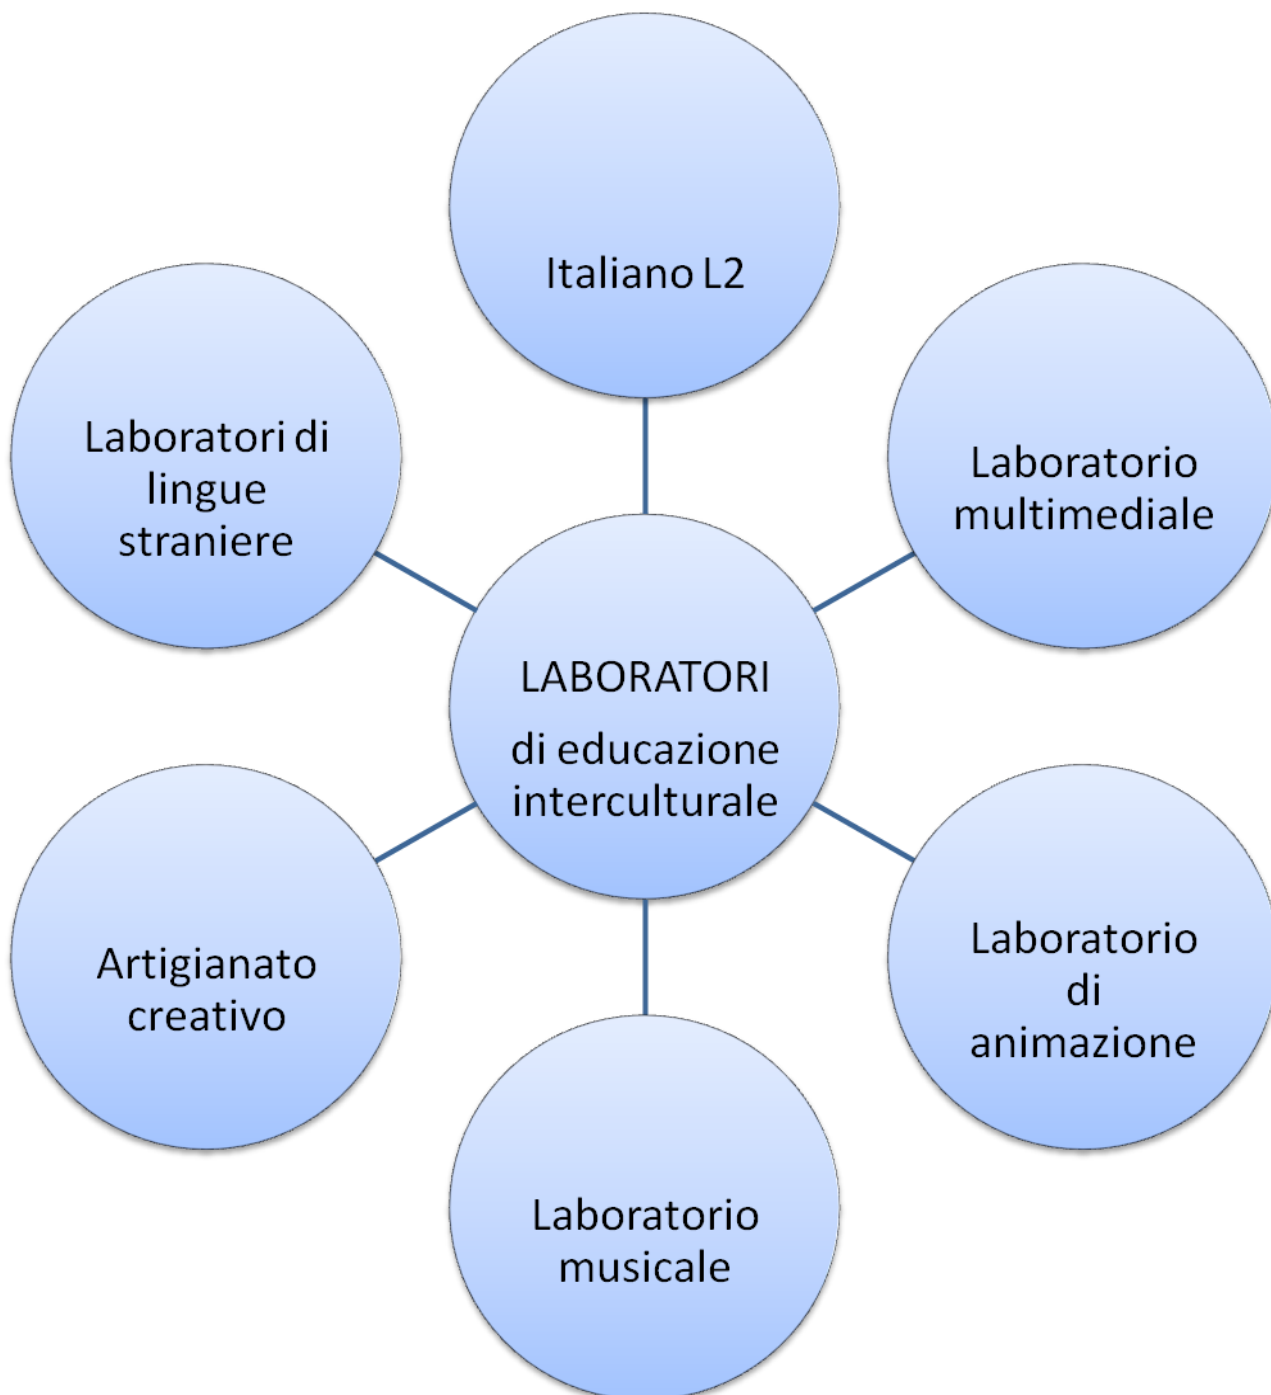 Italiano L2
Laboratori di
lingue
straniere
Laboratorio
multimediale
LABORATORI
di educazione
interculturale
Artigianato
creativo
Laboratorio
di
animazione
Laboratorio
musicale